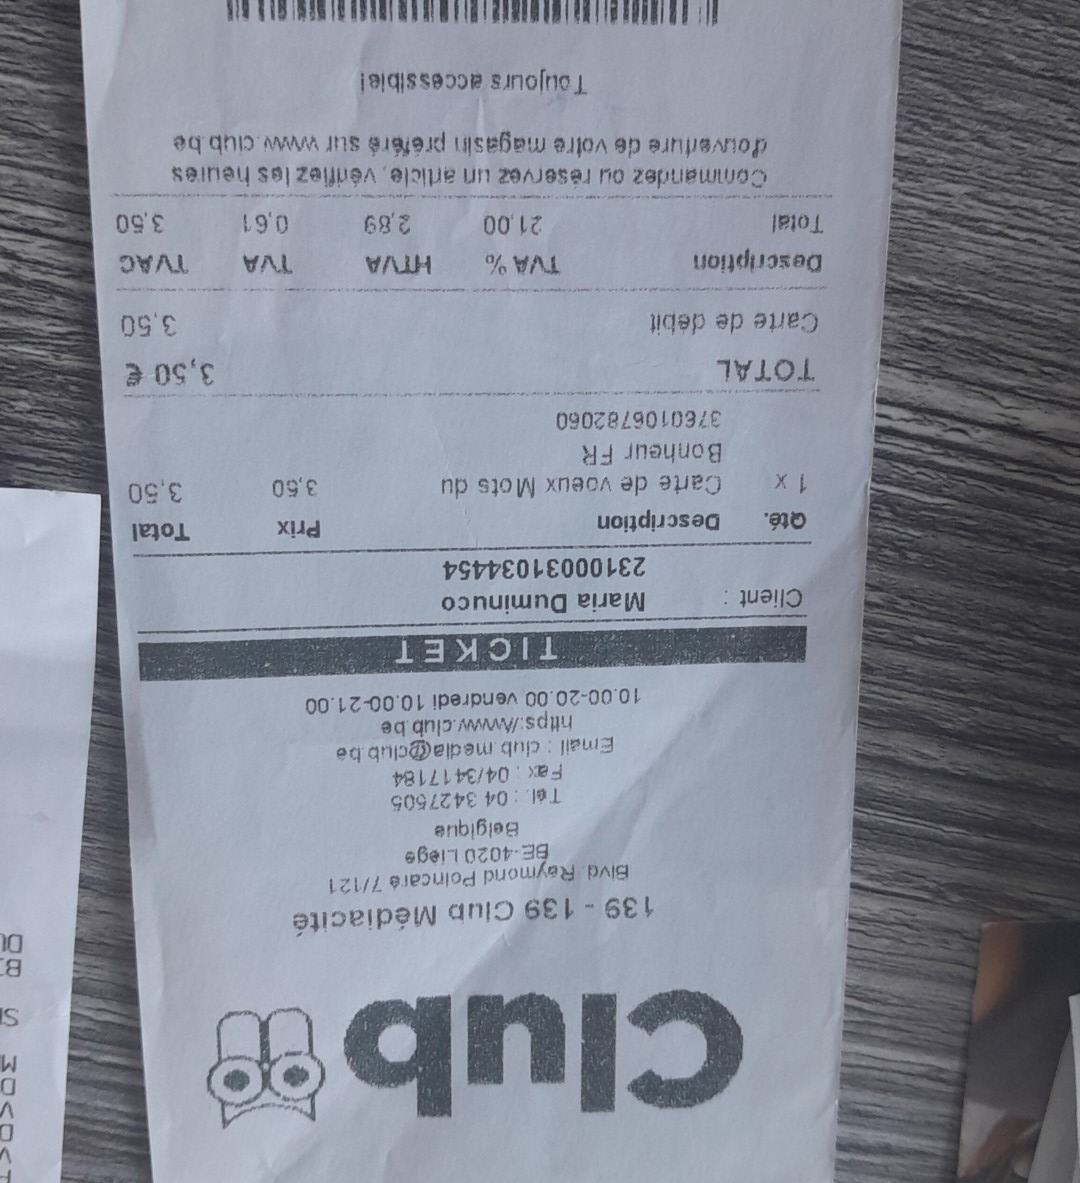 club
139 - 139 Club Médiacité
Blvd. Raymond Poincaré 7/121
BE-4020 Liège
Belgique
Tél. : 04 3427505
Fax : 04/3417184
Email : club.media@club.be
https://www.club.be
10.00-20.00 vendredi 10.00-21.00
TICKET
Client : Maria Duminuco
23100031034454
Qté. Description Prix Total
1 x Carte de voeux Mots du 3,50 3,50
Bonheur FR
3760106782060
TOTAL 3,50 €
Carte de débit 3,50
Description TVA % HTVA TVA TVAC
Total 21,00 2,89 0,61 3,50
Commandez ou réservez un article, vérifiez les heures
d'ouverture de votre magasin préféré sur www.club.be
Toujours accessible!